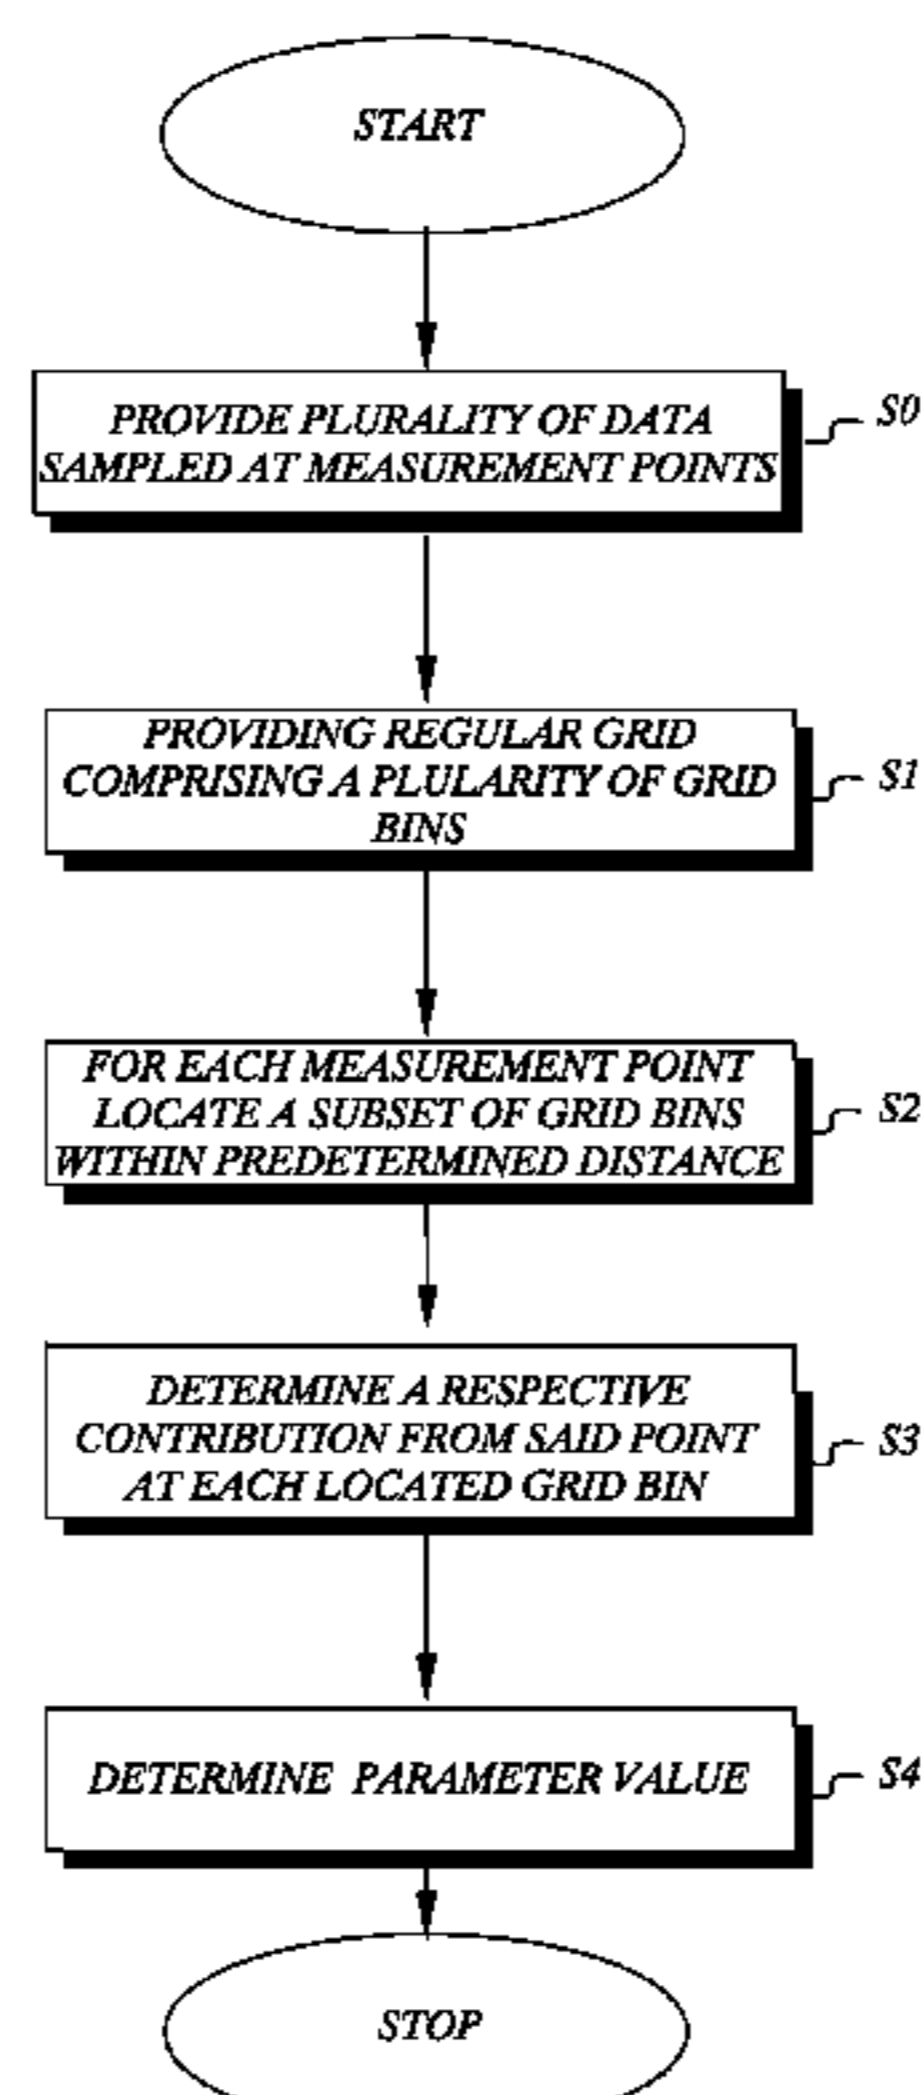 START
PROVIDE PLURALITY OF DATA
SAMPLED AT MEASUREMENT POINTS
S0
PROVIDING REGULAR GRID
COMPRISING A PLULARITY OF GRID
BINS
S1
FOR EACH MEASUREMENT POINT
LOCATE A SUBSET OF GRID BINS
WITHIN PREDETERMINED DISTANCE
S2
DETERMINE A RESPECTIVE
CONTRIBUTION FROM SAID POINT
AT EACH LOCATED GRID BIN
S3
DETERMINE PARAMETER VALUE
S4
STOP